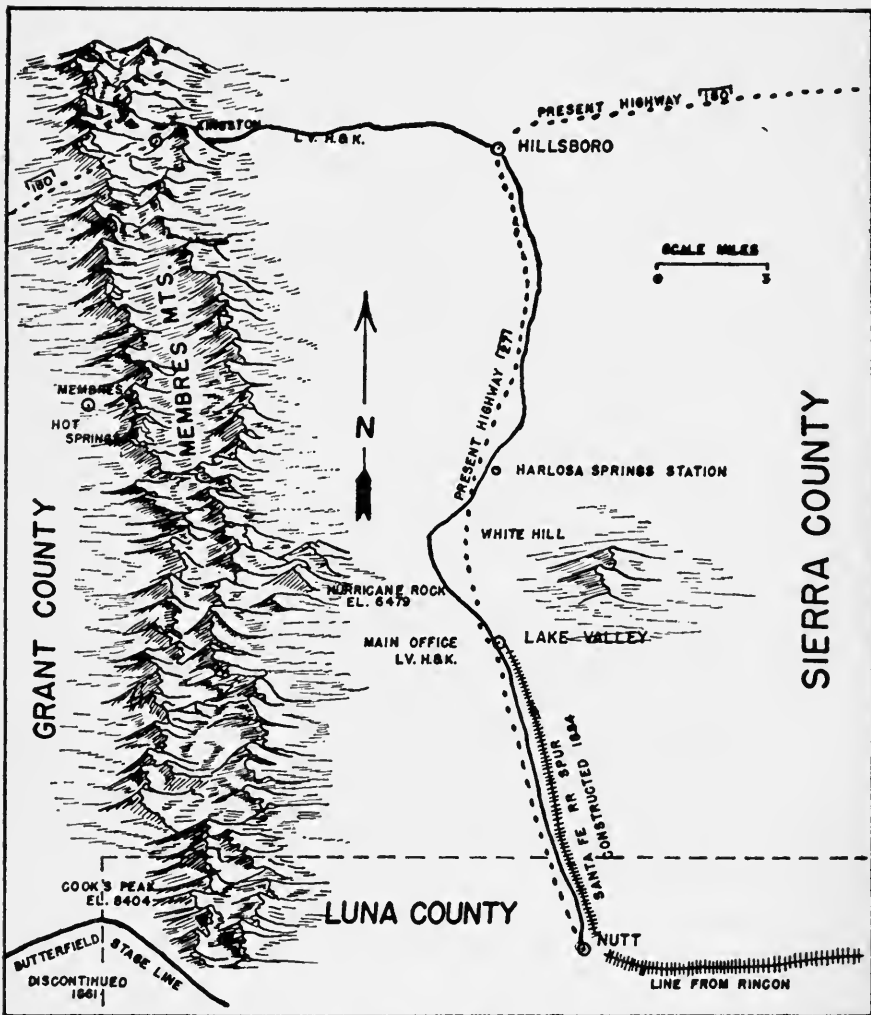 PRESENT HIGHWAY 180
KINGSTON
L.V. H.& K.
HILLSBORO
180
SCALE MILES
0 3
MEMBRES MTS.
N
PRESENT HIGHWAY 27
MEMBRES
HOT
SPRINGS
HARLOSA SPRINGS STATION
WHITE HILL
SIERRA COUNTY
GRANT COUNTY
HURRICANE ROCK
EL. 6479
MAIN OFFICE
L.V. H.& K.
LAKE VALLEY
SANTA FE RR SPUR
CONSTRUCTED 1884
COOK'S PEAK
EL. 8404
LUNA COUNTY
NUTT
BUTTERFIELD STAGE LINE
DISCONTINUED
1861
LINE FROM RINCON